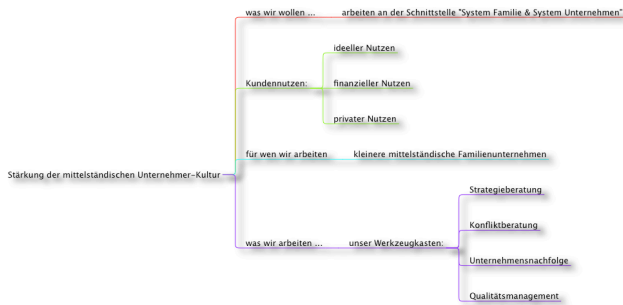 was wir wollen ... arbeiten an der Schnittstelle "System Familie & System Unternehmen"
ideeller Nutzen
Kundennutzen: finanzieller Nutzen
privater Nutzen
für wen wir arbeiten kleinere mittelständische Familienunternehmen
Stärkung der mittelständischen Unternehmer-Kultur
Strategieberatung
Konfliktberatung
was wir arbeiten ... unser Werkzeugkasten:
Unternehmensnachfolge
Qualitätsmanagement